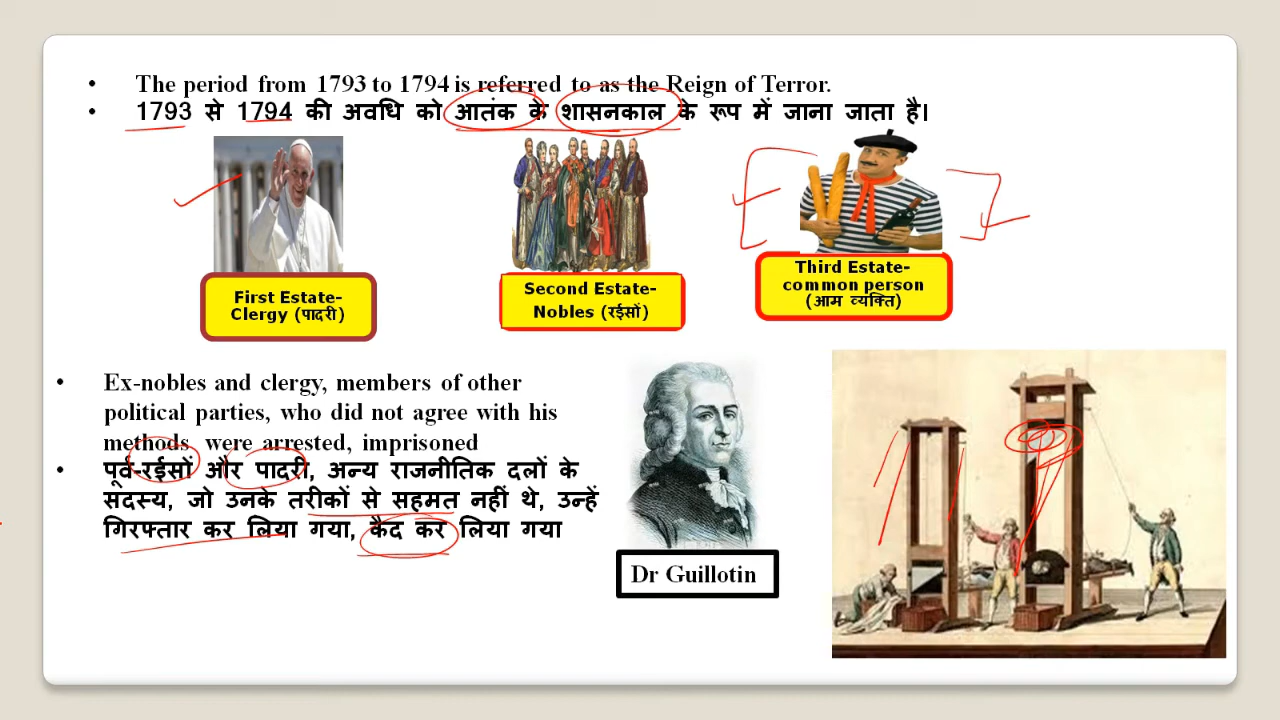 • The period from 1793 to 1794 is referred to as the Reign of Terror.
• 1793 से 1794 की अवधि को आतंक के शासनकाल के रूप में जाना जाता है।
First Estate-
Clergy (पादरी)
Second Estate-
Nobles (रईसों)
Third Estate-
common person
(आम व्यक्ति)
• Ex-nobles and clergy, members of other
political parties, who did not agree with his
methods, were arrested, imprisoned
• पूर्व-रईसों और पादरी, अन्य राजनीतिक दलों के
सदस्य, जो उनके तरीकों से सहमत नहीं थे, उन्हें
गिरफ्तार कर लिया गया, कैद कर लिया गया
Dr Guillotin